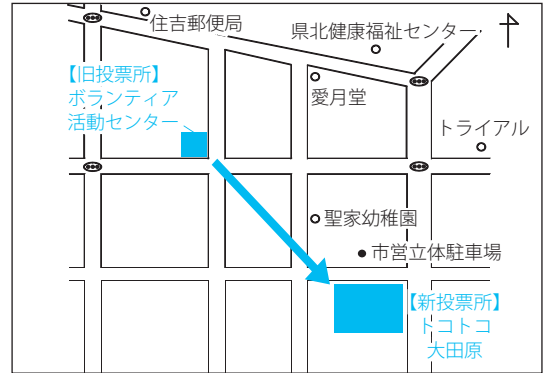 住吉郵便局
県北健康福祉センター
【旧投票所】
ボランティア
活動センター
愛月堂
トライアル
聖家幼稚園
市営立体駐車場
【新投票所】
トコトコ
大田原